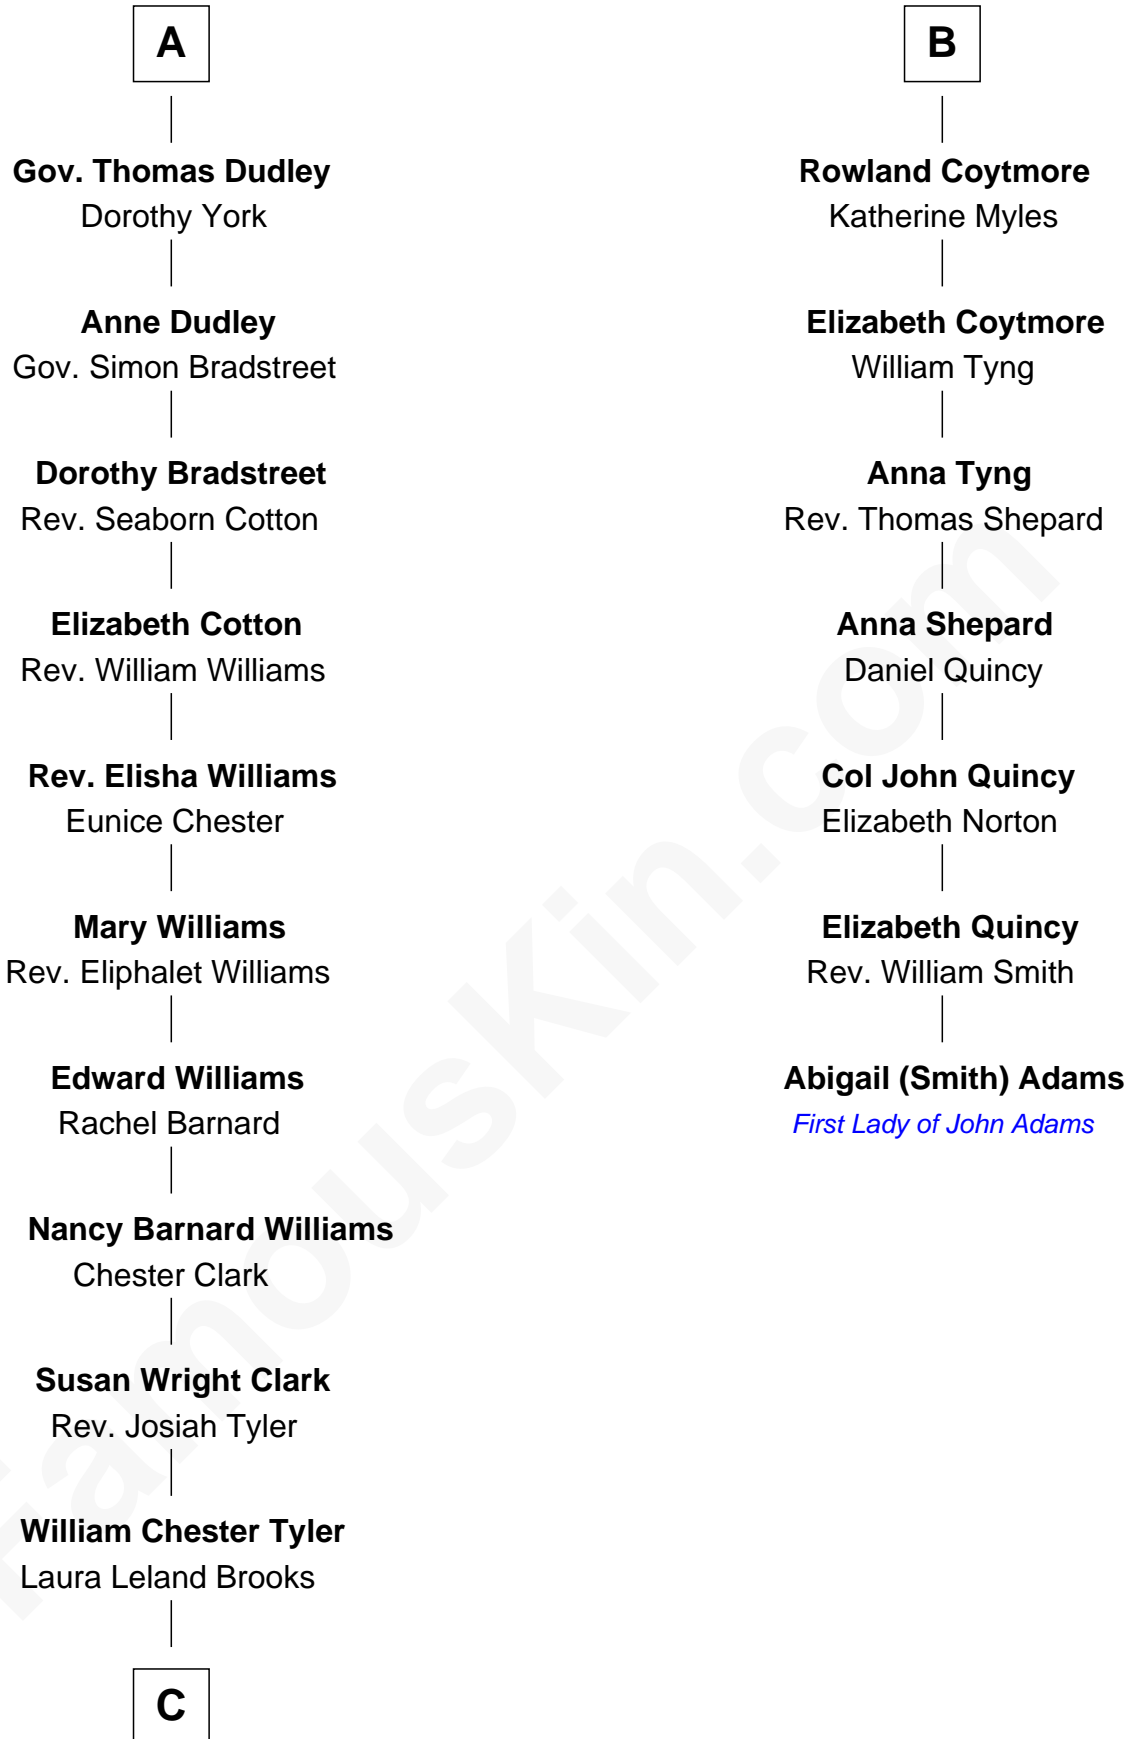 A
Gov. Thomas Dudley
Dorothy York
Anne Dudley
Gov. Simon Bradstreet
Dorothy Bradstreet
Rev. Seaborn Cotton
Elizabeth Cotton
Rev. William Williams
Rev. Elisha Williams
Eunice Chester
Mary Williams
Rev. Eliphalet Williams
Edward Williams
Rachel Barnard
Nancy Barnard Williams
Chester Clark
Susan Wright Clark
Rev. Josiah Tyler
William Chester Tyler
Laura Leland Brooks
C
B
Rowland Coytmore
Katherine Myles
Elizabeth Coytmore
William Tyng
Anna Tyng
Rev. Thomas Shepard
Anna Shepard
Daniel Quincy
Col John Quincy
Elizabeth Norton
Elizabeth Quincy
Rev. William Smith
Abigail (Smith) Adams
First Lady of John Adams
FamousKin.com